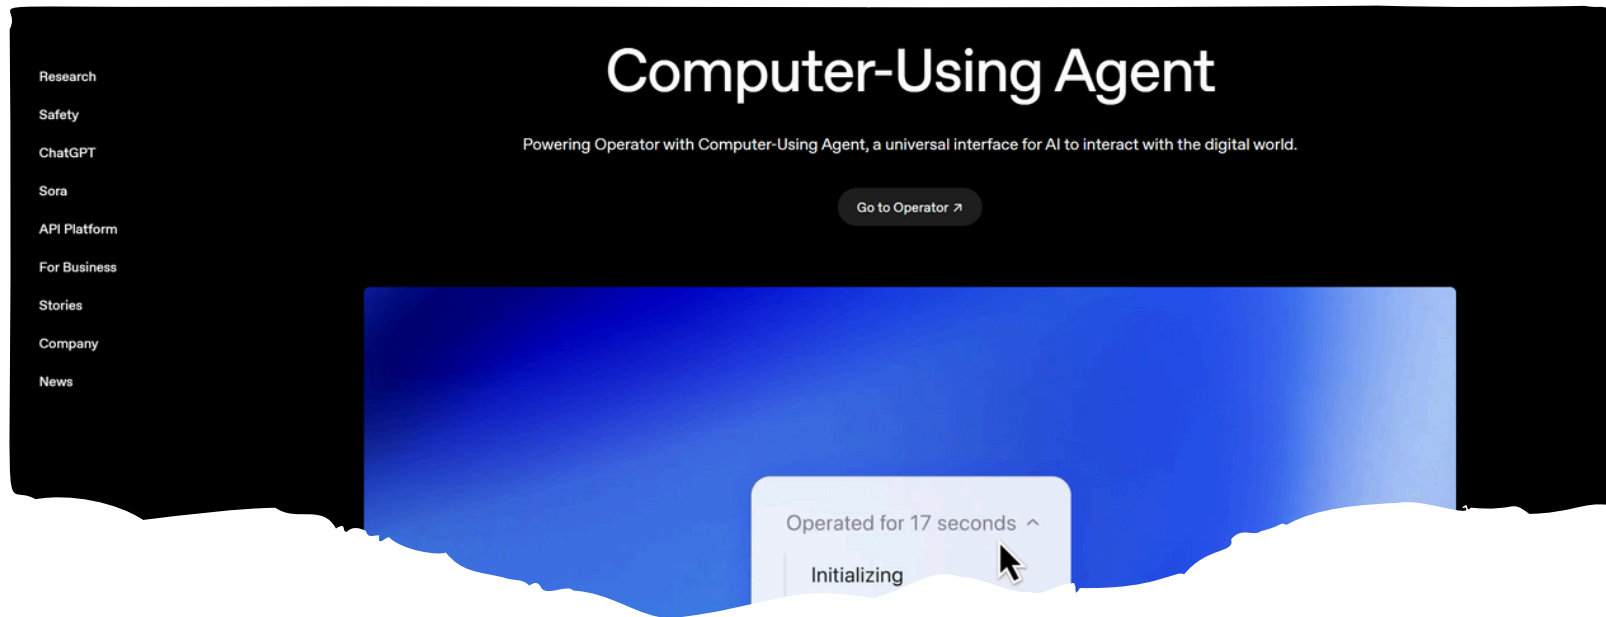 Research
Safety
ChatGPT
Sora
API Platform
For Business
Stories
Company
News
Computer-Using Agent
Powering Operator with Computer-Using Agent, a universal interface for AI to interact with the digital world.
Go to Operator ↗
Operated for 17 seconds
Initializing